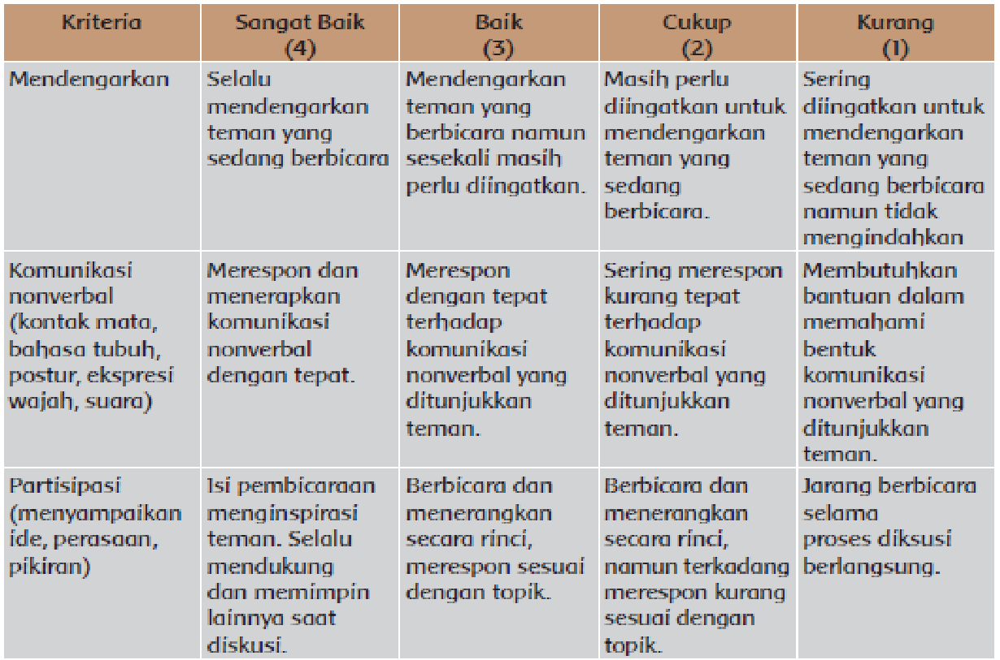 Kriteria
Sangat Baik
(4)
Baik
(3)
Cukup
(2)
Kurang
(1)
Mendengarkan
Selalu
mendengarkan
teman yang
sedang berbicara
Mendengarkan
teman yang
berbicara namun
sesekali masih
perlu diingatkan.
Masih perlu
diingatkan untuk
mendengarkan
teman yang
sedang
berbicara.
Sering
diingatkan untuk
mendengarkan
teman yang
sedang berbicara
namun tidak
mengindahkan
Komunikasi
nonverbal
(kontak mata,
bahasa tubuh,
postur, ekspresi
wajah, suara)
Merespon dan
menerapkan
komunikasi
nonverbal
dengan tepat.
Merespon
dengan tepat
terhadap
komunikasi
nonverbal yang
ditunjukkan
teman.
Sering merespon
kurang tepat
terhadap
komunikasi
nonverbal yang
ditunjukkan
teman.
Membutuhkan
bantuan dalam
memahami
bentuk
komunikasi
nonverbal yang
ditunjukkan
teman.
Partisipasi
(menyampaikan
ide, perasaan,
pikiran)
Isi pembicaraan
menginspirasi
teman. Selalu
mendukung
dan memimpin
lainnya saat
diskusi.
Berbicara dan
menerangkan
secara rinci,
merespon sesuai
dengan topik.
Berbicara dan
menerangkan
secara rinci,
namun terkadang
merespon kurang
sesuai dengan
topik.
Jarang berbicara
selama
proses diksusi
berlangsung.